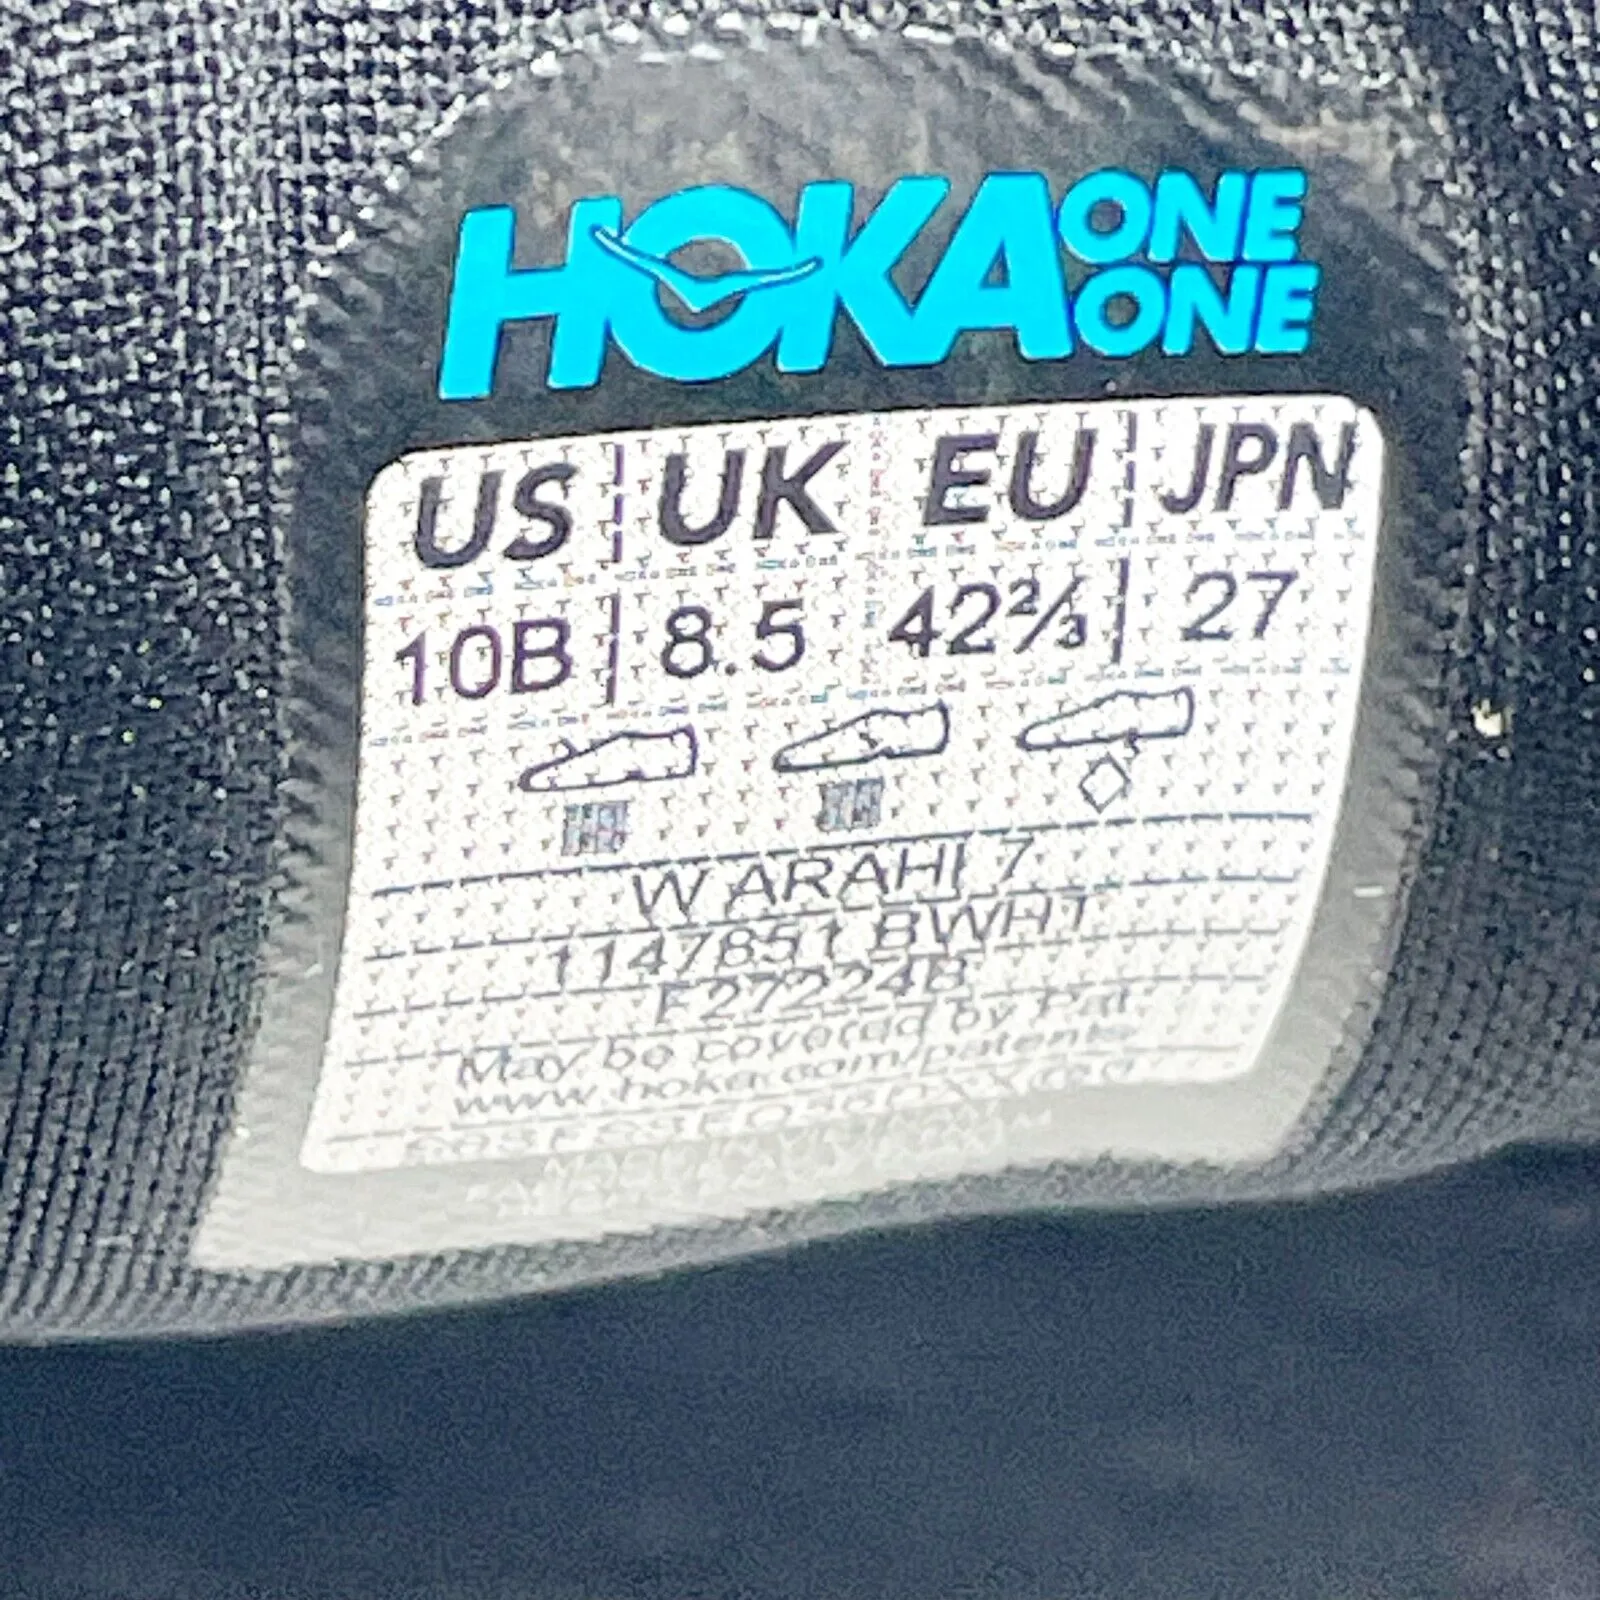 HOKA ONE ONE
US UK EU JPN
10B 8.5 42⅔ 27
W ARAHI 7
1147851 BWHT
F27224B
May be covered by Pat
www.hoka.com/patents